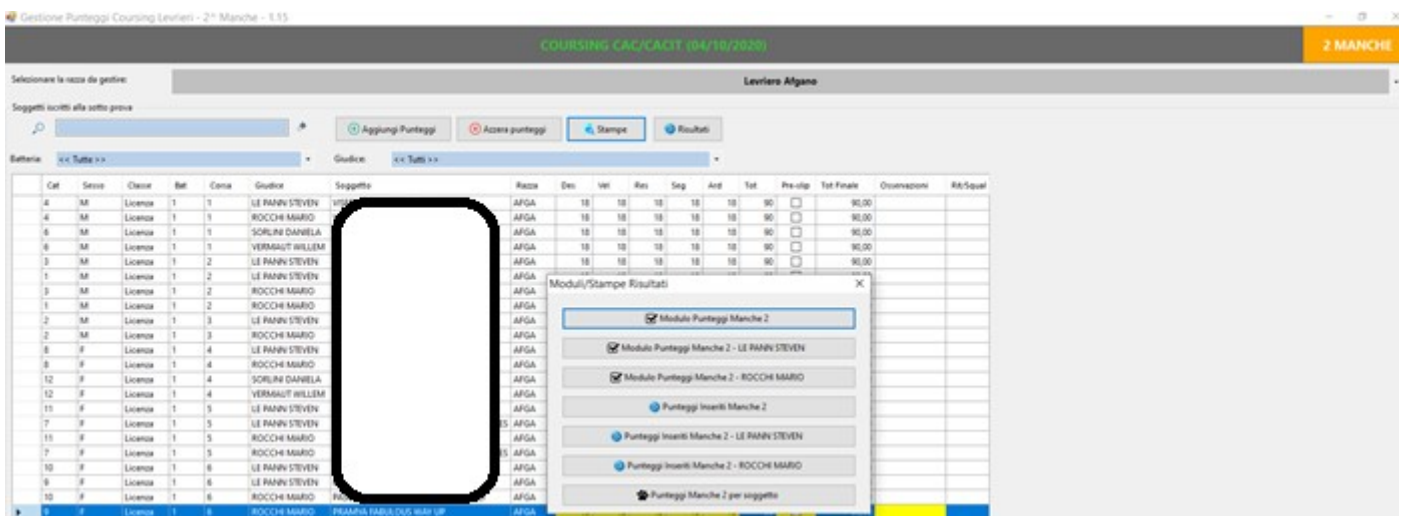 Gestione Punteggi Coursing Levrieri - 2^ Manche - 1.15
COURSING CAC/CACIT (04/10/2020)
2 MANCHE
Selezionare la razza da gestire:
Levriero Afgano
Soggetti iscritti alla sotto prova
Aggiungi Punteggi Azzera punteggi Stampe Risultati
Batteria: << Tutte >> Giudice: << Tutti >>
Cat Sesso Classe Bat Corsa Giudice Soggetto Razza Des Vel Res Seg Ard Tot Pre-slip Tot Finale Osservazioni Rit/Squal
4 M Licenza 1 1 LE PANN STEVEN AFGA 18 18 18 18 18 90 90,00
4 M Licenza 1 1 ROCCHI MARIO AFGA 18 18 18 18 18 90 90,00
6 M Licenza 1 1 SORLINI DANIELA AFGA 18 18 18 18 18 90 90,00
6 M Licenza 1 1 VERMAUT WILLEM AFGA 18 18 18 18 18 90 90,00
3 M Licenza 1 2 LE PANN STEVEN AFGA 18 18 18 18 18 90 90,00
1 M Licenza 1 2 LE PANN STEVEN AFGA
3 M Licenza 1 2 ROCCHI MARIO AFGA
1 M Licenza 1 2 ROCCHI MARIO AFGA
2 M Licenza 1 3 LE PANN STEVEN AFGA
2 M Licenza 1 3 ROCCHI MARIO AFGA
8 F Licenza 1 4 LE PANN STEVEN AFGA
8 F Licenza 1 4 ROCCHI MARIO AFGA
12 F Licenza 1 4 SORLINI DANIELA AFGA
12 F Licenza 1 4 VERMAUT WILLEM AFGA
11 F Licenza 1 5 LE PANN STEVEN AFGA
7 F Licenza 1 5 LE PANN STEVEN ES AFGA
11 F Licenza 1 5 ROCCHI MARIO AFGA
7 F Licenza 1 5 ROCCHI MARIO ES AFGA
10 F Licenza 1 6 LE PANN STEVEN AFGA
9 F Licenza 1 6 LE PANN STEVEN AFGA
10 F Licenza 1 6 ROCCHI MARIO AFGA
9 F Licenza 1 6 ROCCHI MARIO PRAMYA FABULOUS WAY UP AFGA
Moduli/Stampe Risultati
Modulo Punteggi Manche 2
Modulo Punteggi Manche 2 - LE PANN STEVEN
Modulo Punteggi Manche 2 - ROCCHI MARIO
Punteggi Inseriti Manche 2
Punteggi Inseriti Manche 2 - LE PANN STEVEN
Punteggi Inseriti Manche 2 - ROCCHI MARIO
Punteggi Manche 2 per soggetto